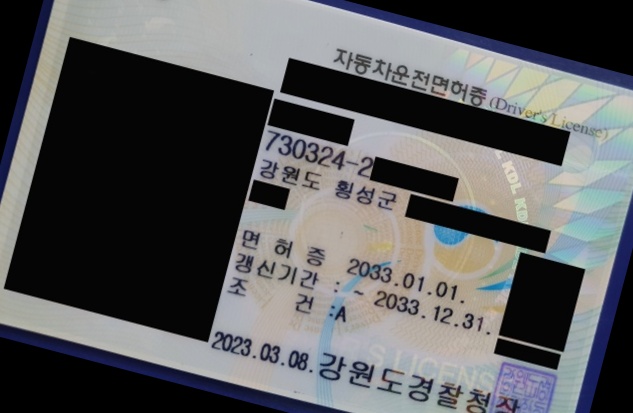 자동차운전면허증 (Driver's License)
730324-2
강원도 횡성군
면 허 증 2033.01.01.
갱신기간 : ~ 2033.12.31.
조 건 :A
2023.03.08. 강원도경찰청장